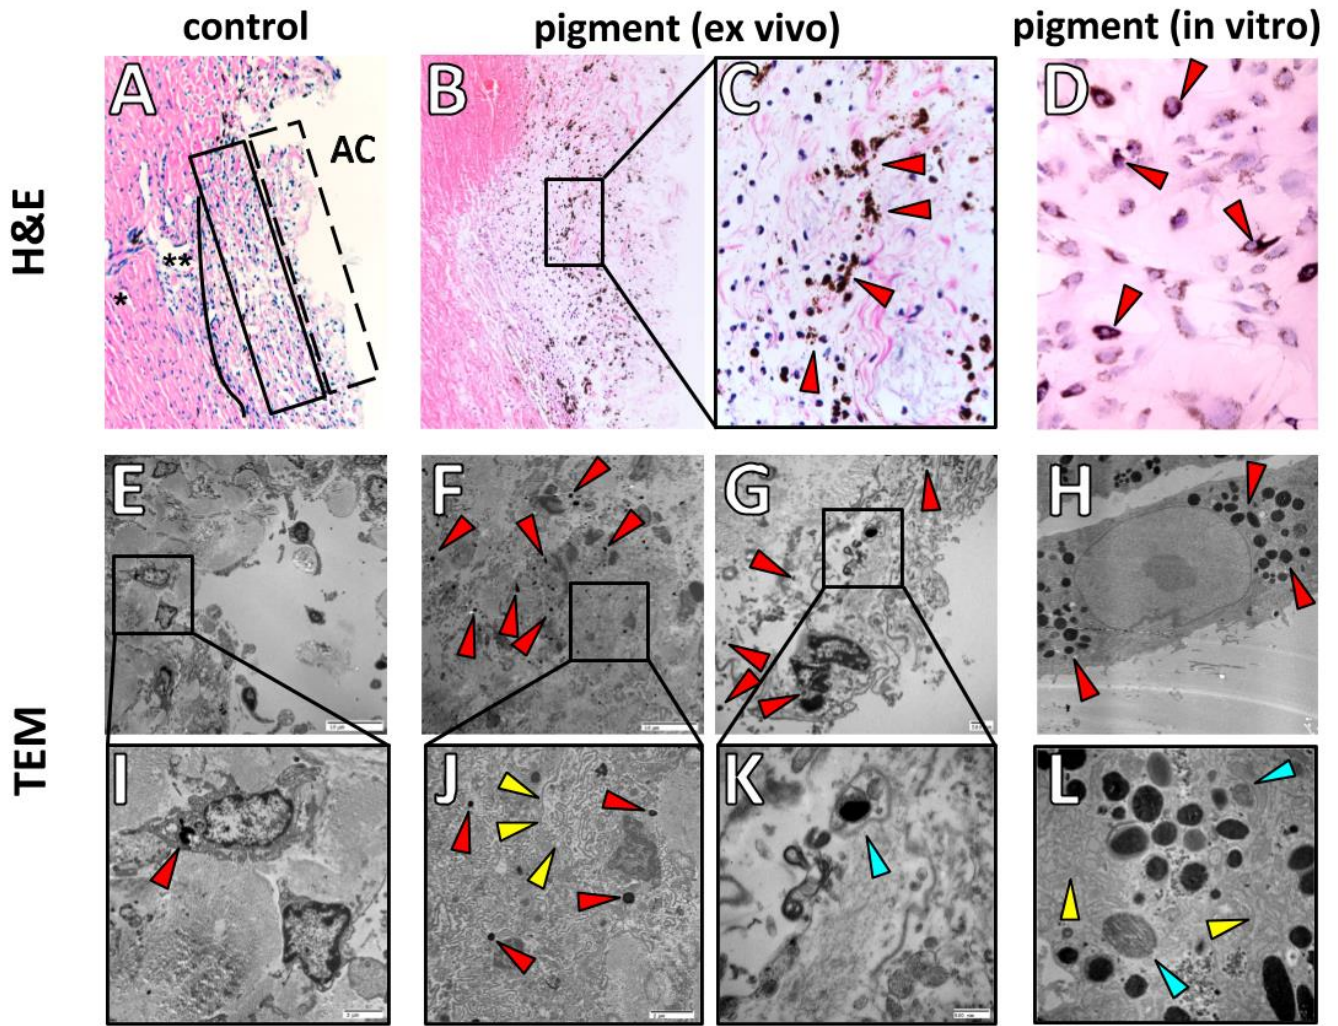 control
pigment (ex vivo)
pigment (in vitro)
H&E
A
AC
**
*
B
C
D
TEM
E
F
G
H
I
J
K
L